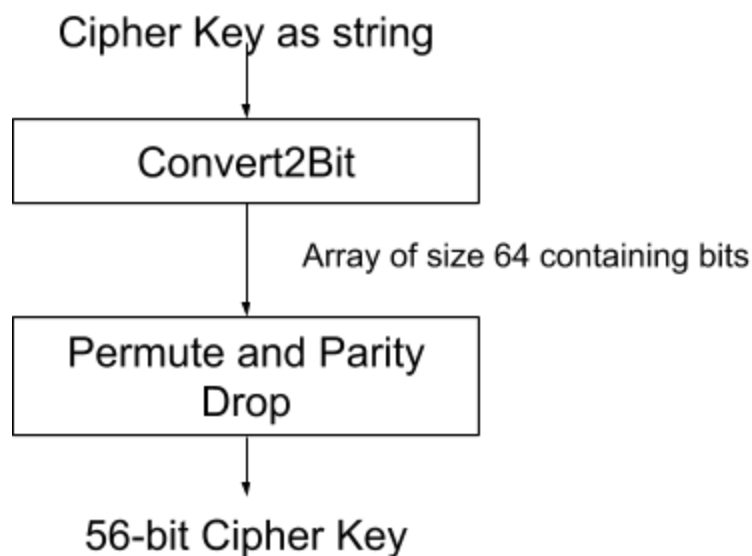 Cipher Key as string
Convert2Bit
Array of size 64 containing bits
Permute and Parity
Drop
56-bit Cipher Key